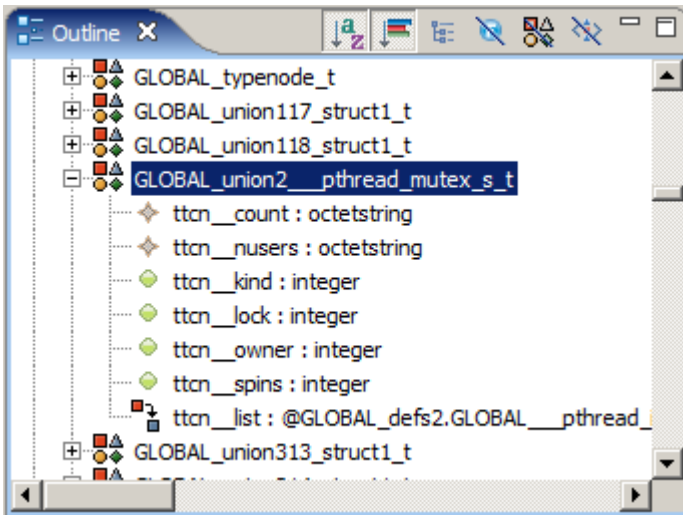 Outline
GLOBAL_typenode_t
GLOBAL_union117_struct1_t
GLOBAL_union118_struct1_t
GLOBAL_union2___pthread_mutex_s_t
ttcn__count : octetstring
ttcn__nusers : octetstring
ttcn__kind : integer
ttcn__lock : integer
ttcn__owner : integer
ttcn__spins : integer
ttcn__list : @GLOBAL_defs2.GLOBAL___pthread_
GLOBAL_union313_struct1_t